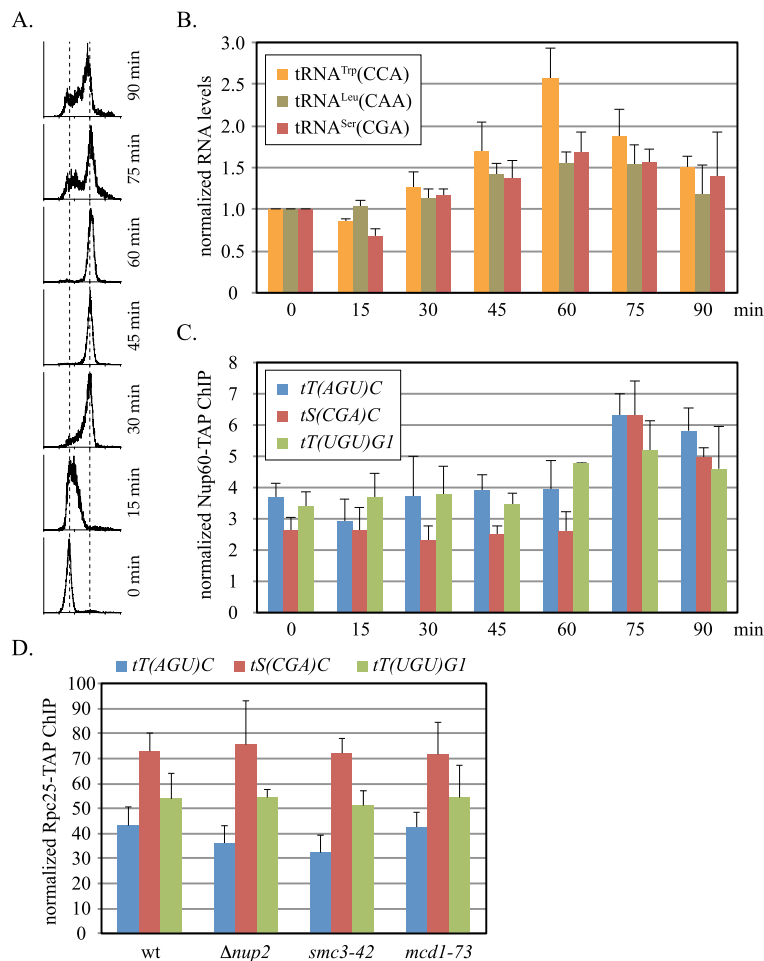 A.
90 min
75 min
60 min
45 min
30 min
15 min
0 min
B.
normalized RNA levels
3.0
2.5
2.0
1.5
1.0
0.5
0
tRNATrp(CCA)
tRNALeu(CAA)
tRNASer(CGA)
0 15 30 45 60 75 90 min
C.
normalized Nup60-TAP ChIP
8
7
6
5
4
3
2
1
0
tT(AGU)C
tS(CGA)C
tT(UGU)G1
0 15 30 45 60 75 90 min
D.
tT(AGU)C tS(CGA)C tT(UGU)G1
normalized Rpc25-TAP ChIP
100
90
80
70
60
50
40
30
20
10
0
wt Δnup2 smc3-42 mcd1-73